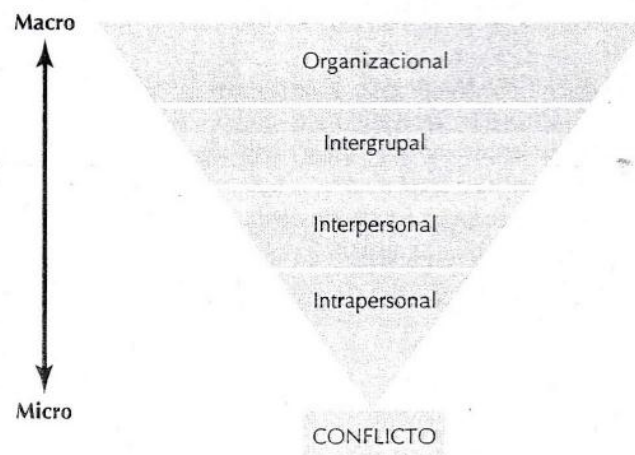 Macro
Organizacional
Intergrupal
Interpersonal
Intrapersonal
Micro
CONFLICTO